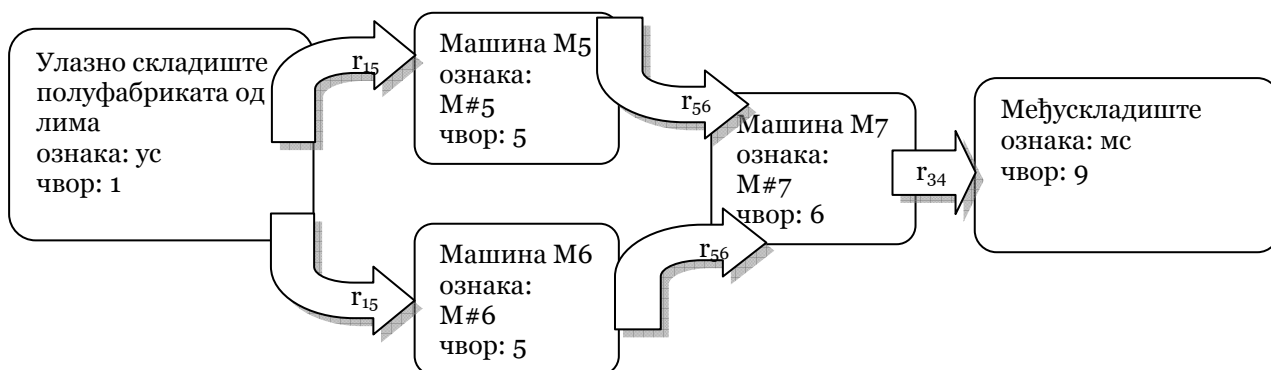 Улазно складиште
полуфабриката од
лима
ознака: ус
чвор: 1
r₁₅
Машина М5
ознака:
М#5
чвор: 5
r₅₆
r₁₅
Машина М6
ознака:
М#6
чвор: 5
r₅₆
Машина М7
ознака:
М#7
чвор: 6
r₃₄
Међускладиште
ознака: мс
чвор: 9